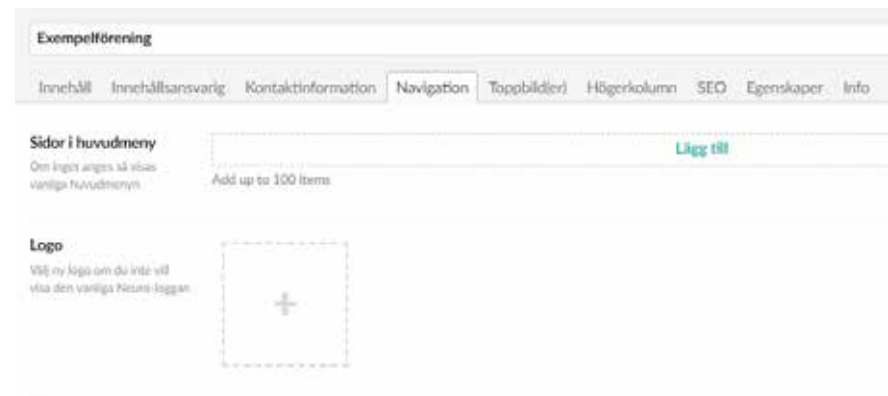 Exempelförening
Innehåll Innehållsansvarig Kontaktinformation Navigation Toppbild(er) Högerkolumn SEO Egenskaper Info
Sidor i huvudmeny
Lägg till
Om inget anges så visas
vanliga huvudmenyn
Add up to 100 items
Logo
Välj ny logo om du inte vill
visa den vanliga Neuro-loggan